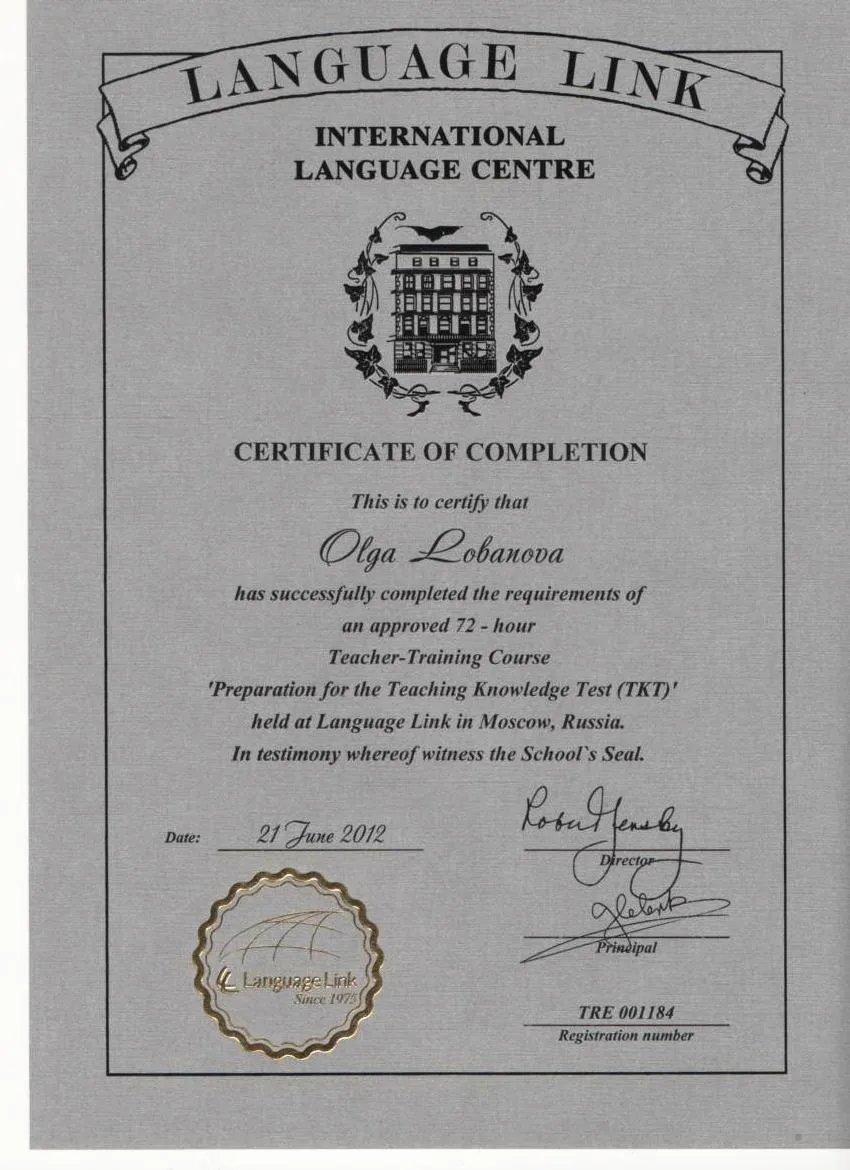 LANGUAGE LINK
INTERNATIONAL
LANGUAGE CENTRE
CERTIFICATE OF COMPLETION
This is to certify that
Olga Lobanova
has successfully completed the requirements of
an approved 72 - hour
Teacher-Training Course
'Preparation for the Teaching Knowledge Test (TKT)'
held at Language Link in Moscow, Russia.
In testimony whereof witness the School`s Seal.
Date: 21 June 2012
Director
Principal
LL Language Link
Since 1975
TRE 001184
Registration number